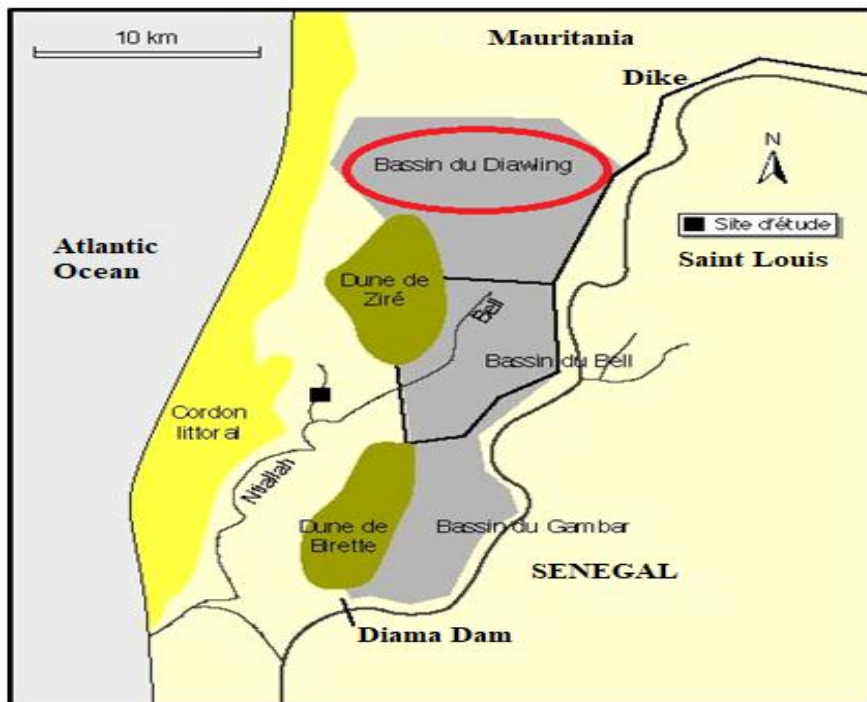 10 km
Mauritania
Dike
Bassin du Diawling
N
Site d'étude
Atlantic
Ocean
Saint Louis
Dune de
Ziré
Bell
Bassin du Bell
Cordon
littoral
Ntiallah
Dune de
Birette
Bassin du Gambar
SENEGAL
Diama Dam